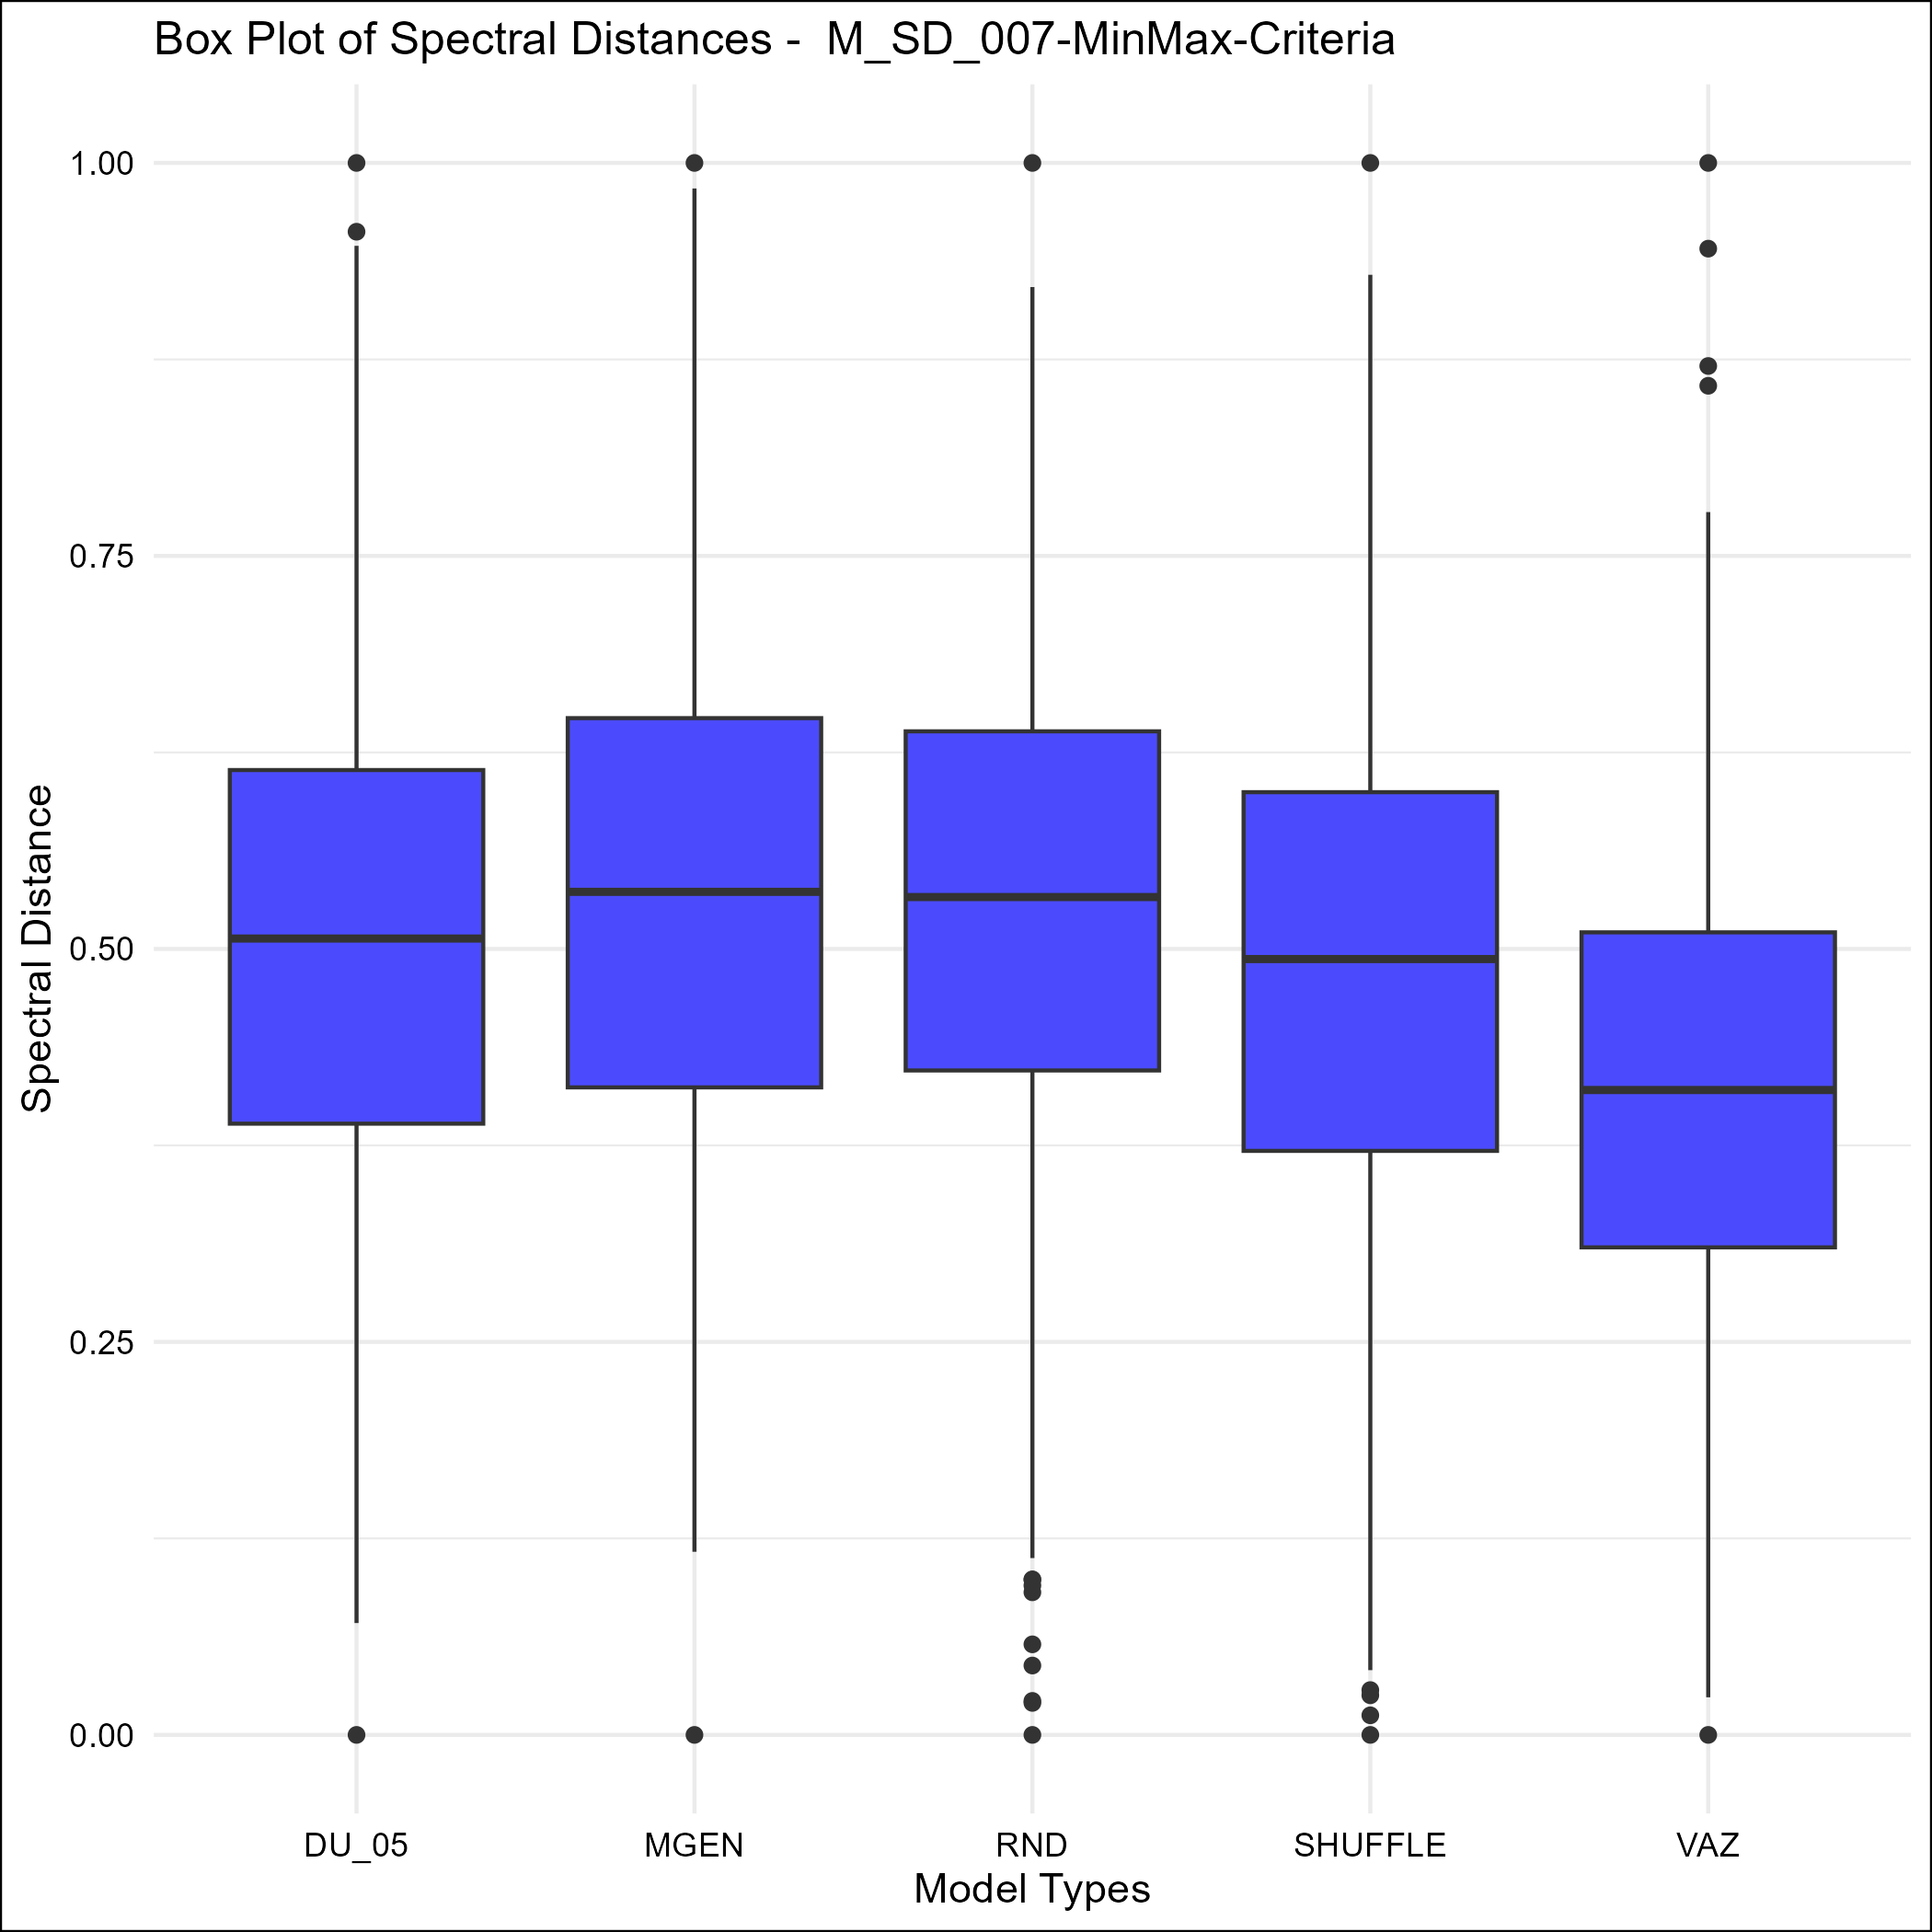 Box Plot of Spectral Distances -  M_SD_007-MinMax-Criteria
Spectral Distance
1.00
0.75
0.50
0.25
0.00
DU_05 MGEN RND SHUFFLE VAZ
Model Types